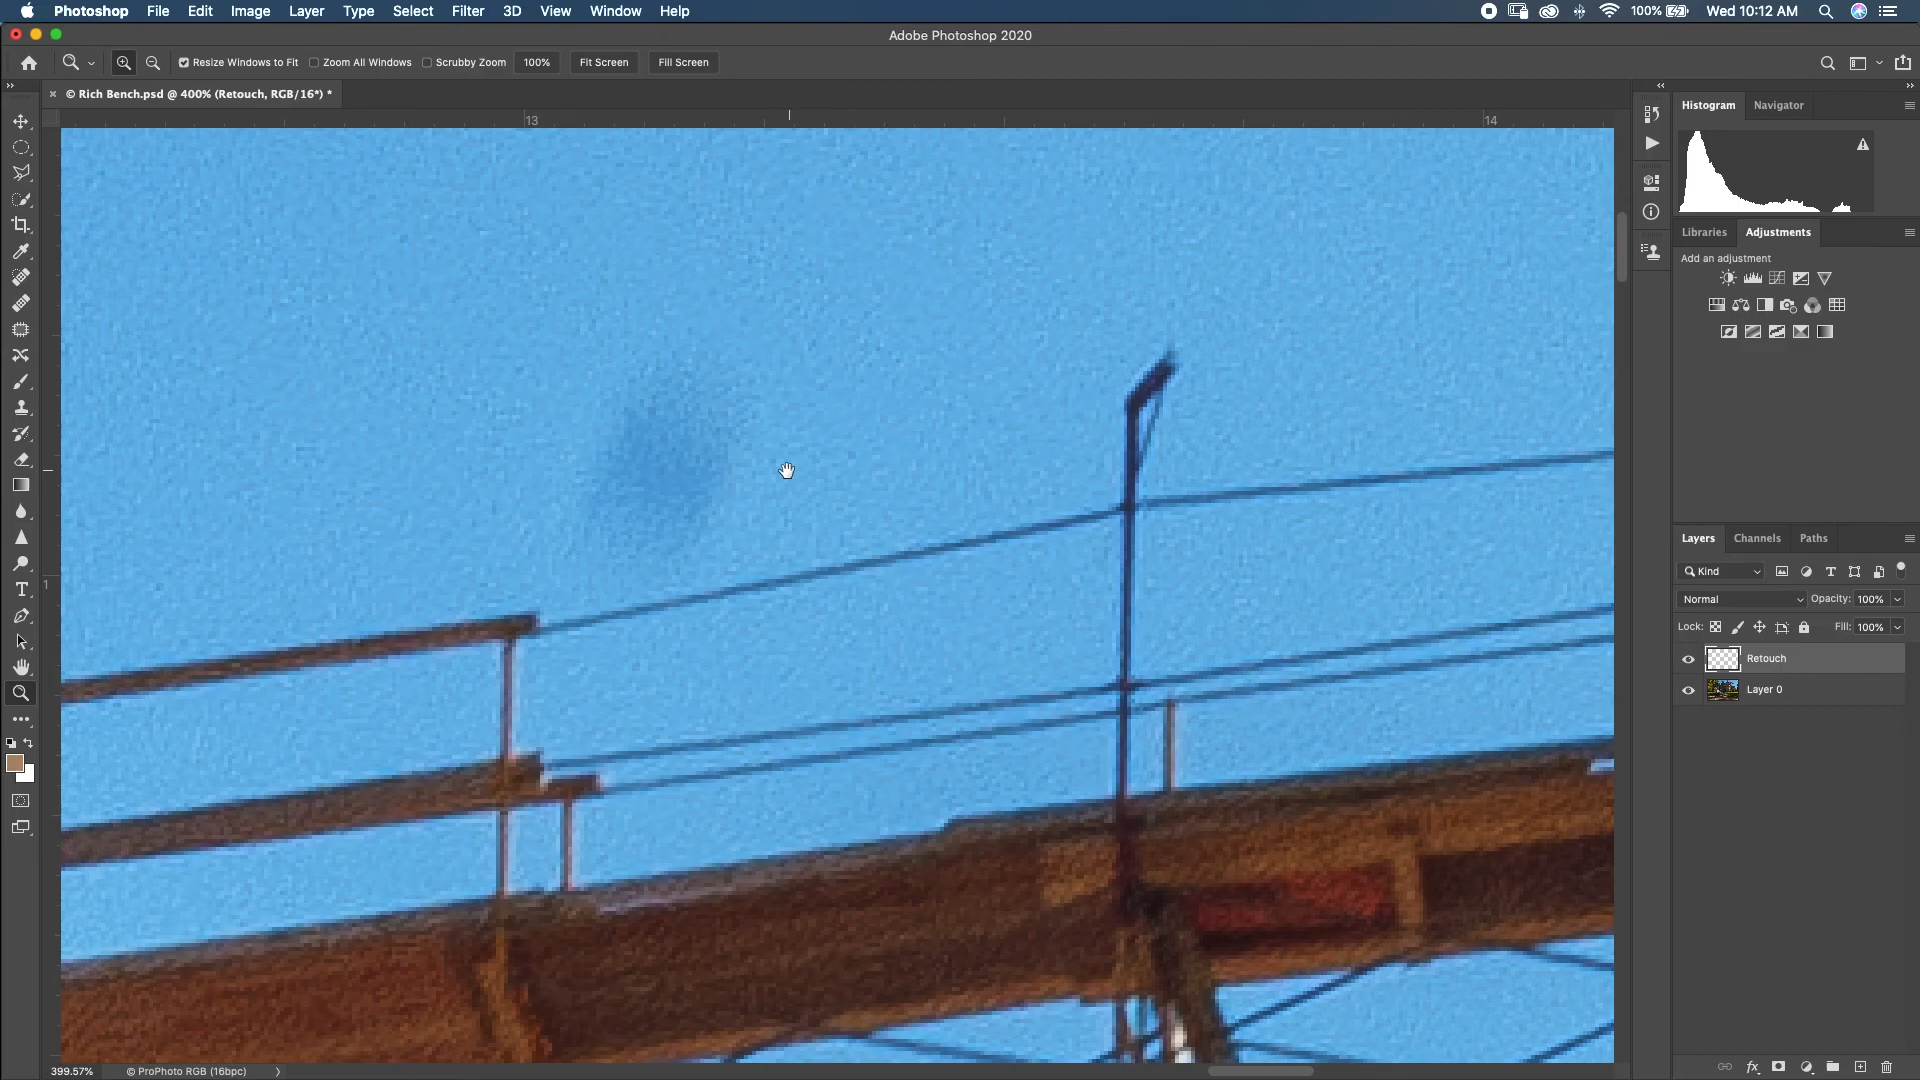 Photoshop File Edit Image Layer Type Select Filter 3D View Window Help 100% Wed 10:12 AM
Adobe Photoshop 2020
Resize Windows to Fit Zoom All Windows Scrubby Zoom 100% Fit Screen Fill Screen
× © Rich Bench.psd @ 400% (Retouch, RGB/16*) *
13 14
1
Histogram Navigator
Libraries Adjustments
Add an adjustment
Layers Channels Paths
Kind
Normal Opacity: 100%
Lock: Fill: 100%
Retouch
Layer 0
399.57% © ProPhoto RGB (16bpc)